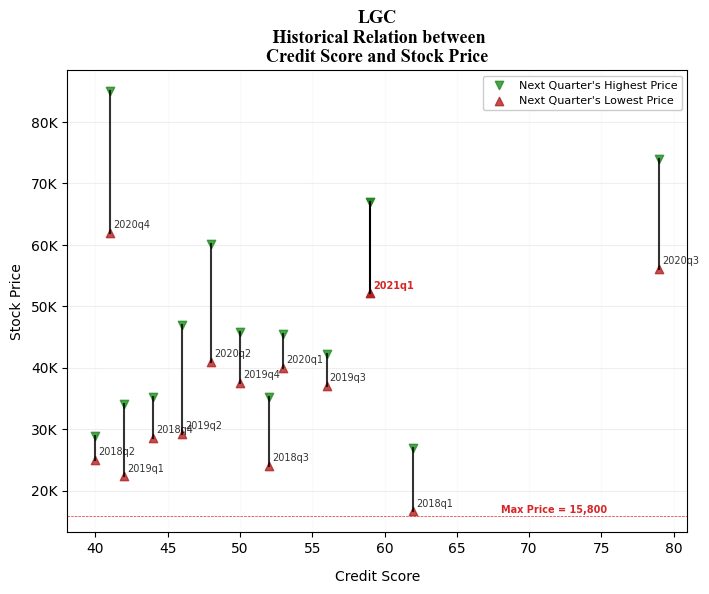 LGC
Historical Relation between
Credit Score and Stock Price
Next Quarter's Highest Price
Next Quarter's Lowest Price
80K
70K
60K
50K
40K
30K
20K
Stock Price
2020q4
2020q3
2021q1
2020q2
2020q1
2019q4
2019q3
2019q2
2018q4
2018q2
2018q3
2019q1
2018q1
Max Price = 15,800
40
45
50
55
60
65
70
75
80
Credit Score